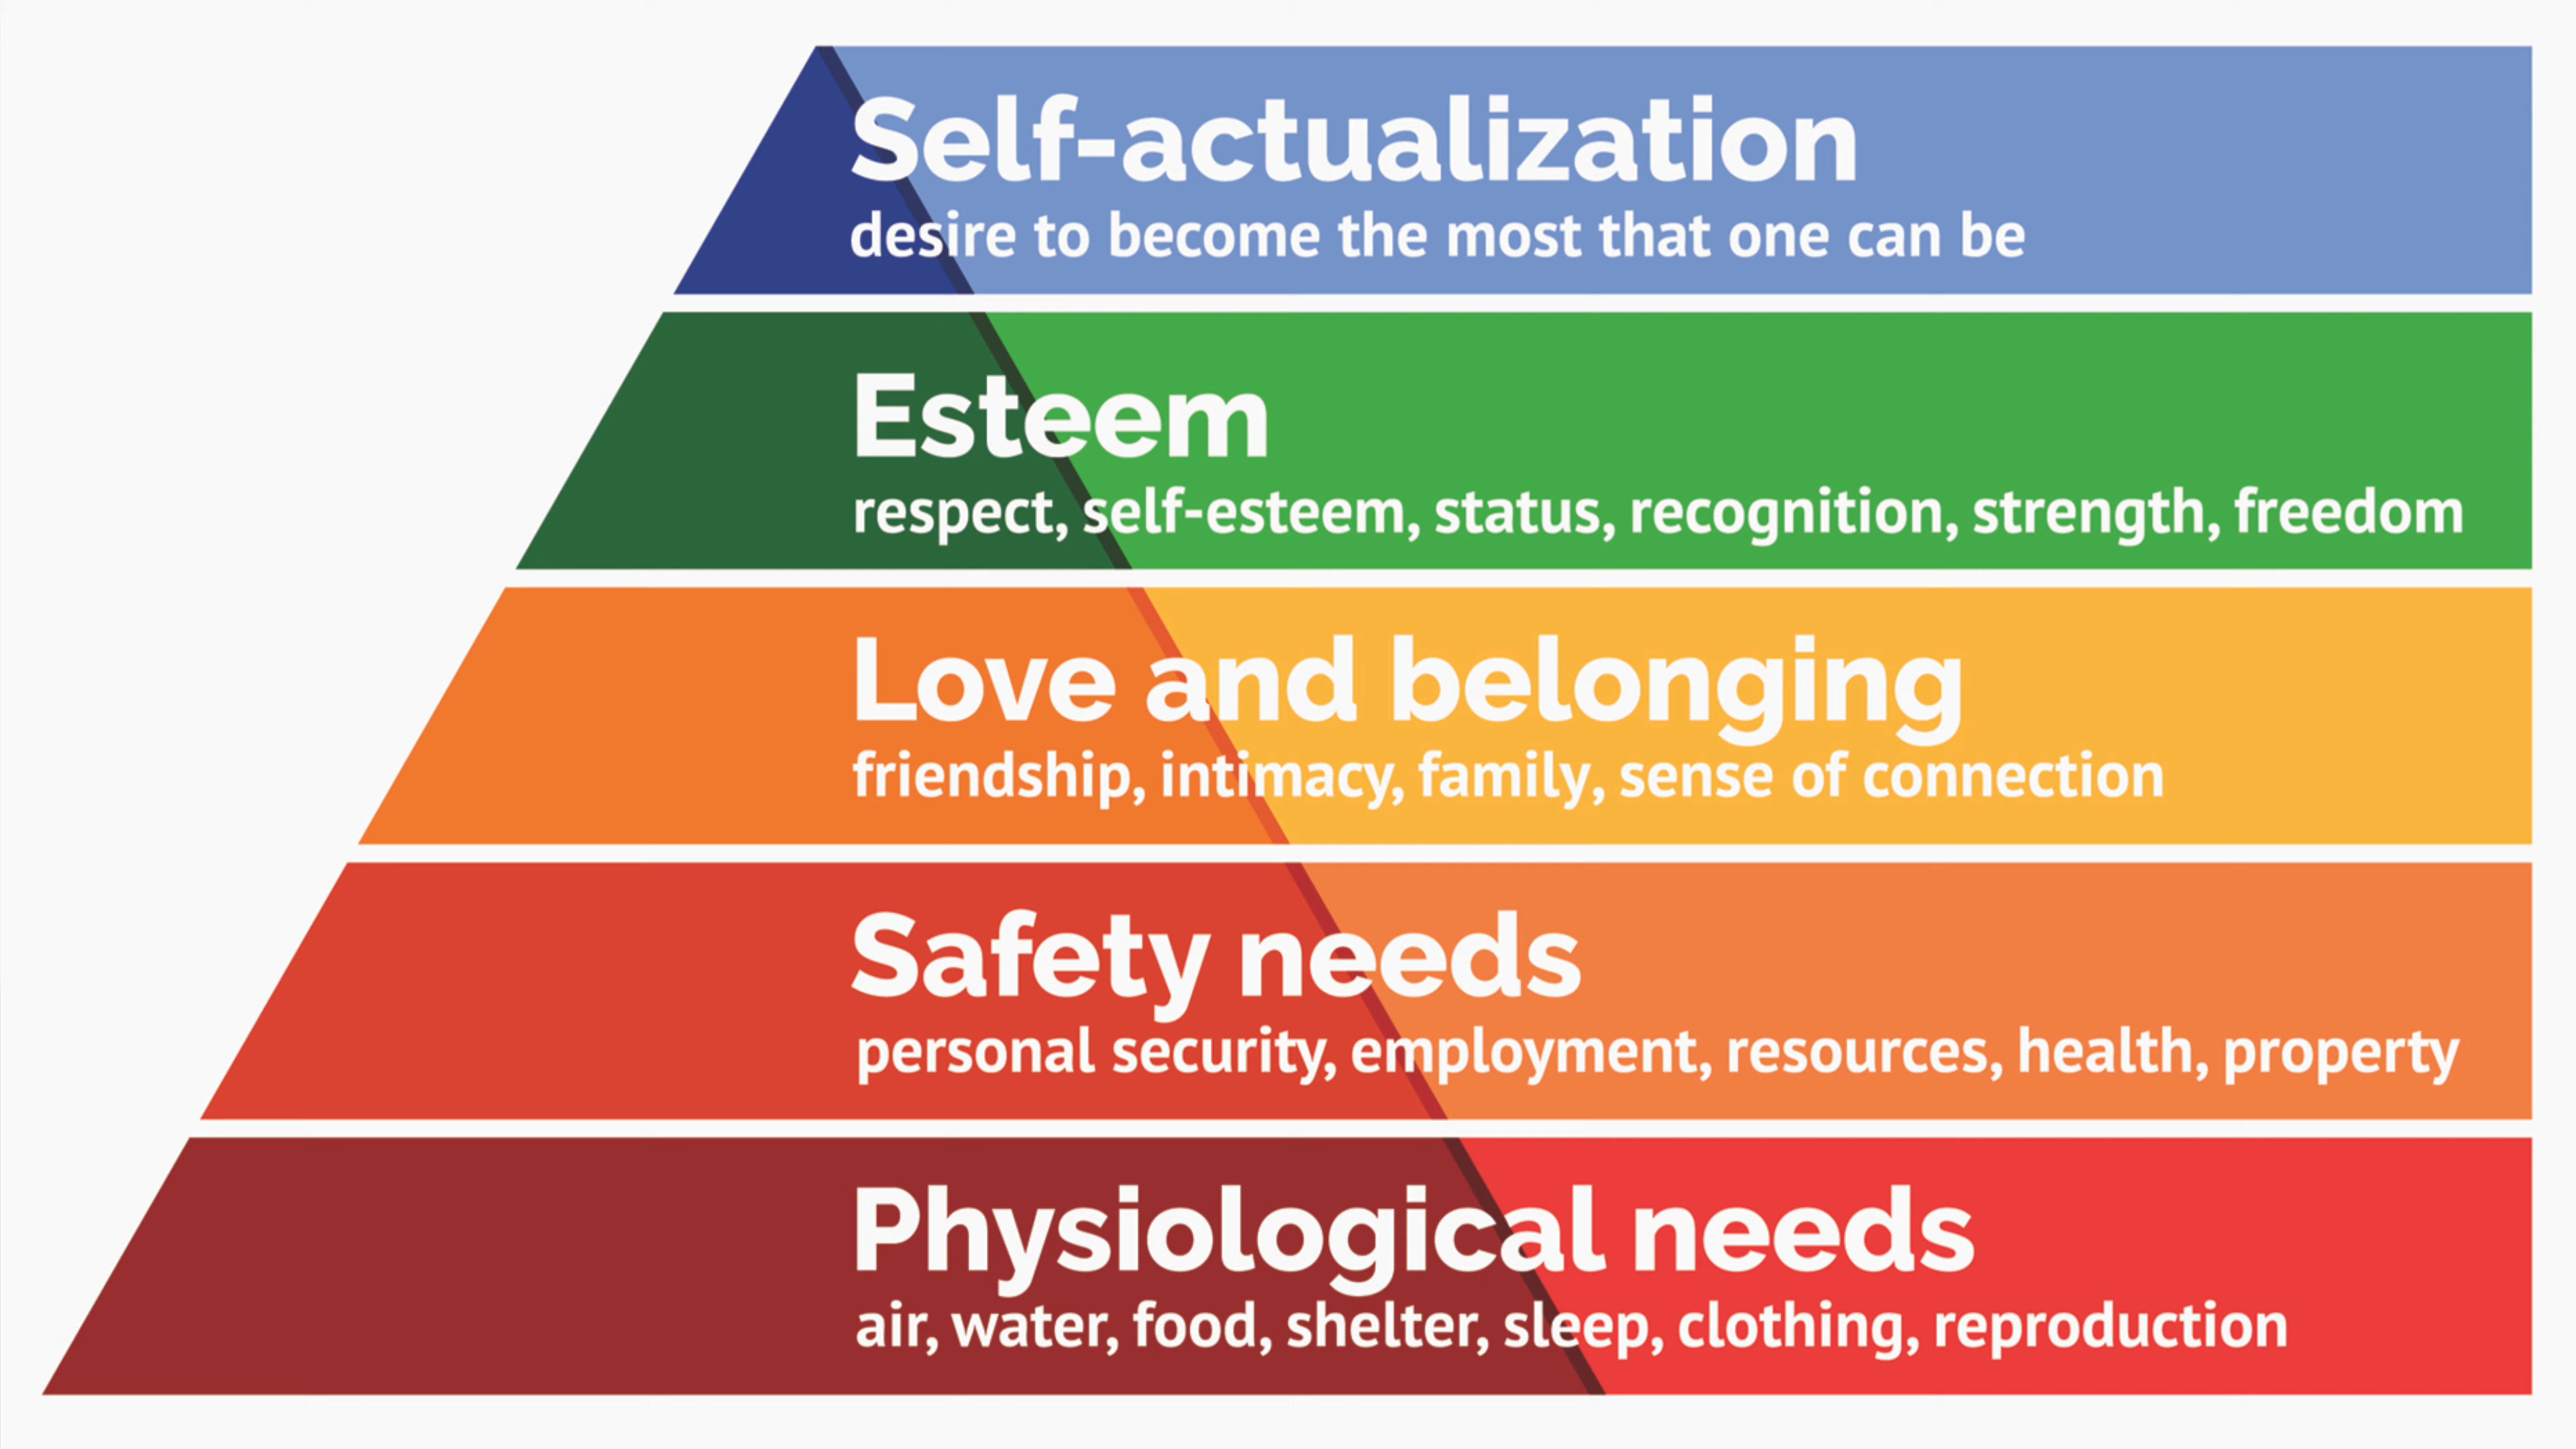 Self-actualization
desire to become the most that one can be
Esteem
respect, self-esteem, status, recognition, strength, freedom
Love and belonging
friendship, intimacy, family, sense of connection
Safety needs
personal security, employment, resources, health, property
Physiological needs
air, water, food, shelter, sleep, clothing, reproduction